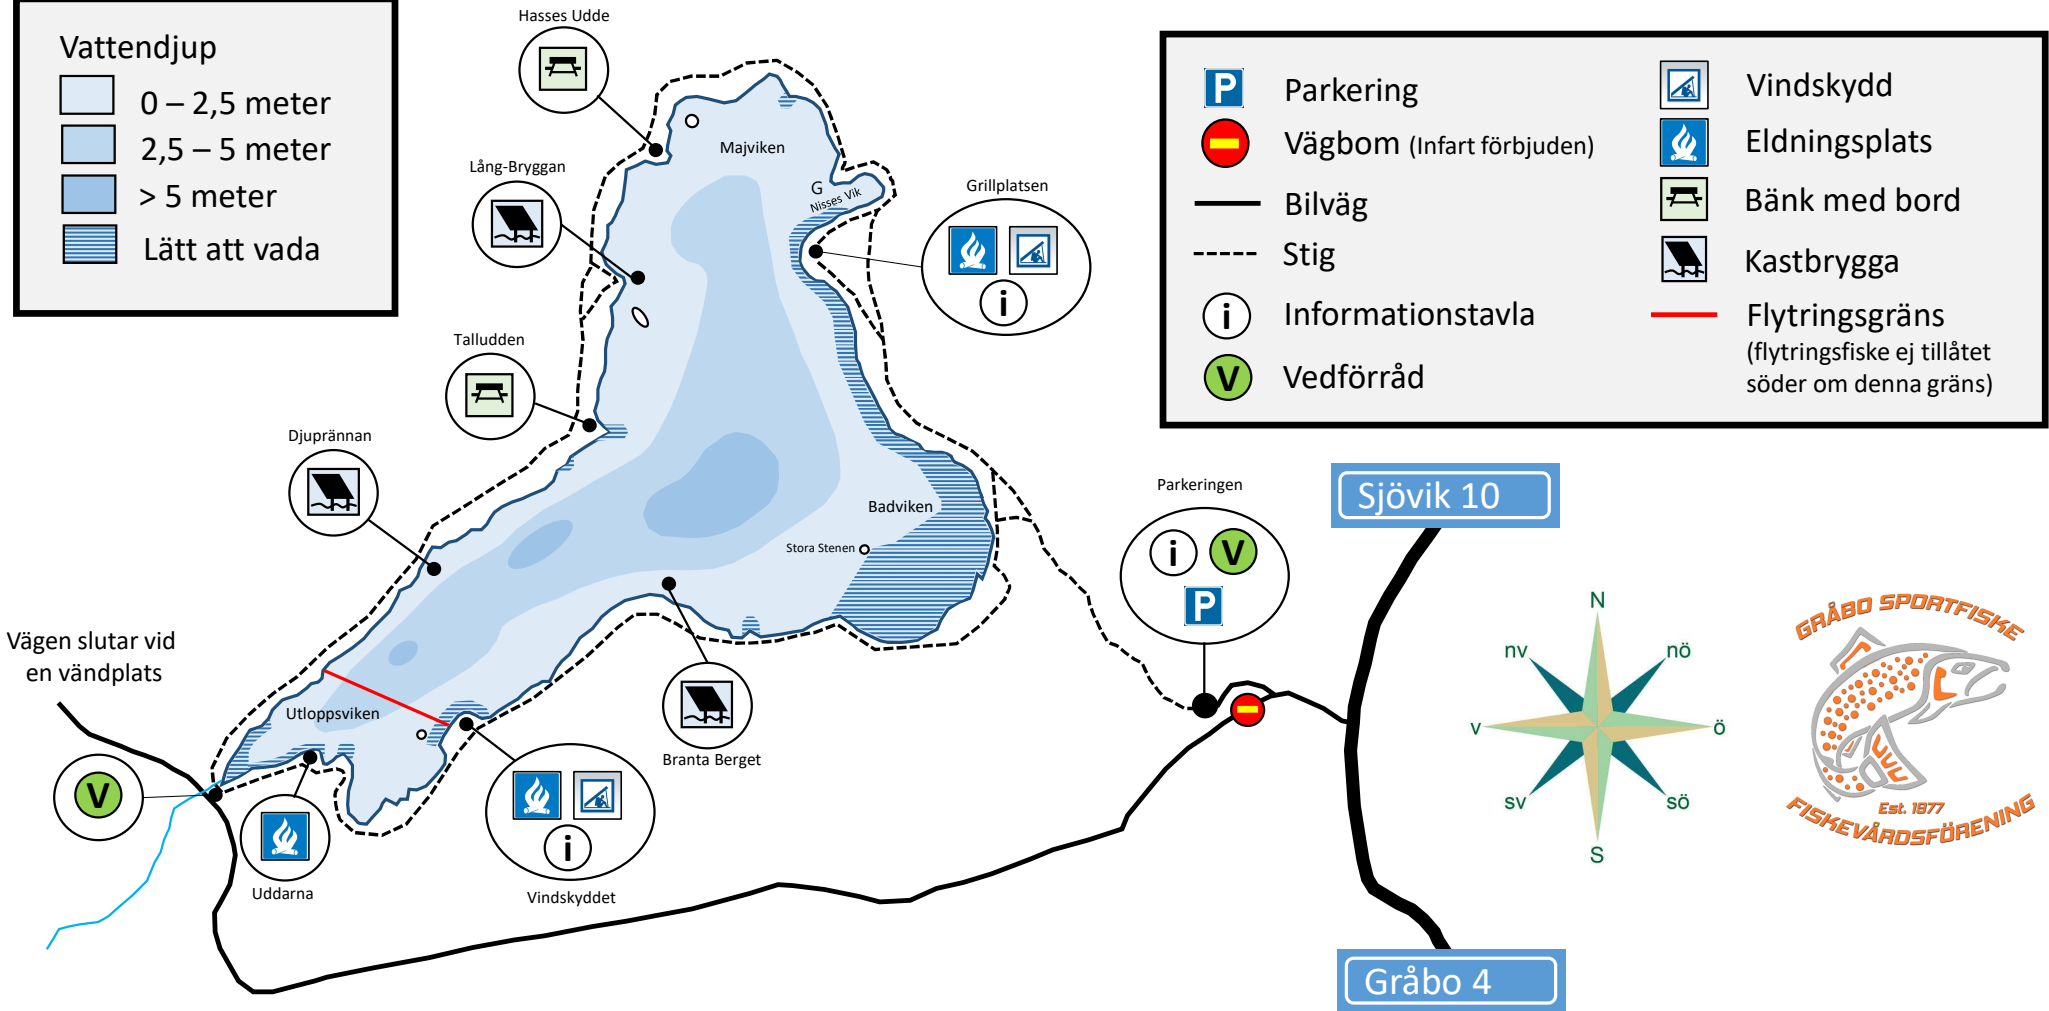 Vattendjup
0 – 2,5 meter
2,5 – 5 meter
> 5 meter
Lätt att vada
Hasses Udde
Lång-Bryggan
Talludden
Djuprännan
Majviken
G
Nisses Vik
Grillplatsen
i
Badviken
Stora Stenen
Parkeringen
i V
P
Vägen slutar vid
en vändplats
V
Utloppsviken
Uddarna
i
Vindskyddet
Branta Berget
P Parkering
Vägbom (Infart förbjuden)
Bilväg
Stig
i Informationstavla
V Vedförråd
Vindskydd
Eldningsplats
Bänk med bord
Kastbrygga
Flytringsgräns
(flytringsfiske ej tillåtet
söder om denna gräns)
Sjövik 10
Gråbo 4
N
nv nö
v ö
sv sö
S
GRÅBO SPORTFISKE
Est. 1977
FISKEVÅRDSFÖRENING